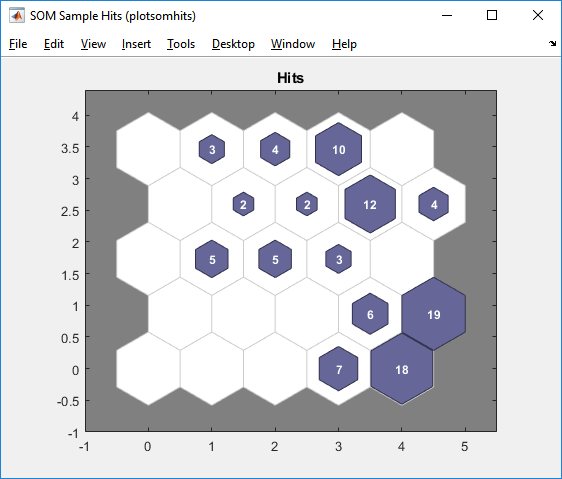 SOM Sample Hits (plotsomhits)
File Edit View Insert Tools Desktop Window Help
Hits
4
3.5
3
2.5
2
1.5
1
0.5
0
-0.5
-1
3 4 10
2 2 12 4
5 5 3
6 19
7 18
-1 0 1 2 3 4 5